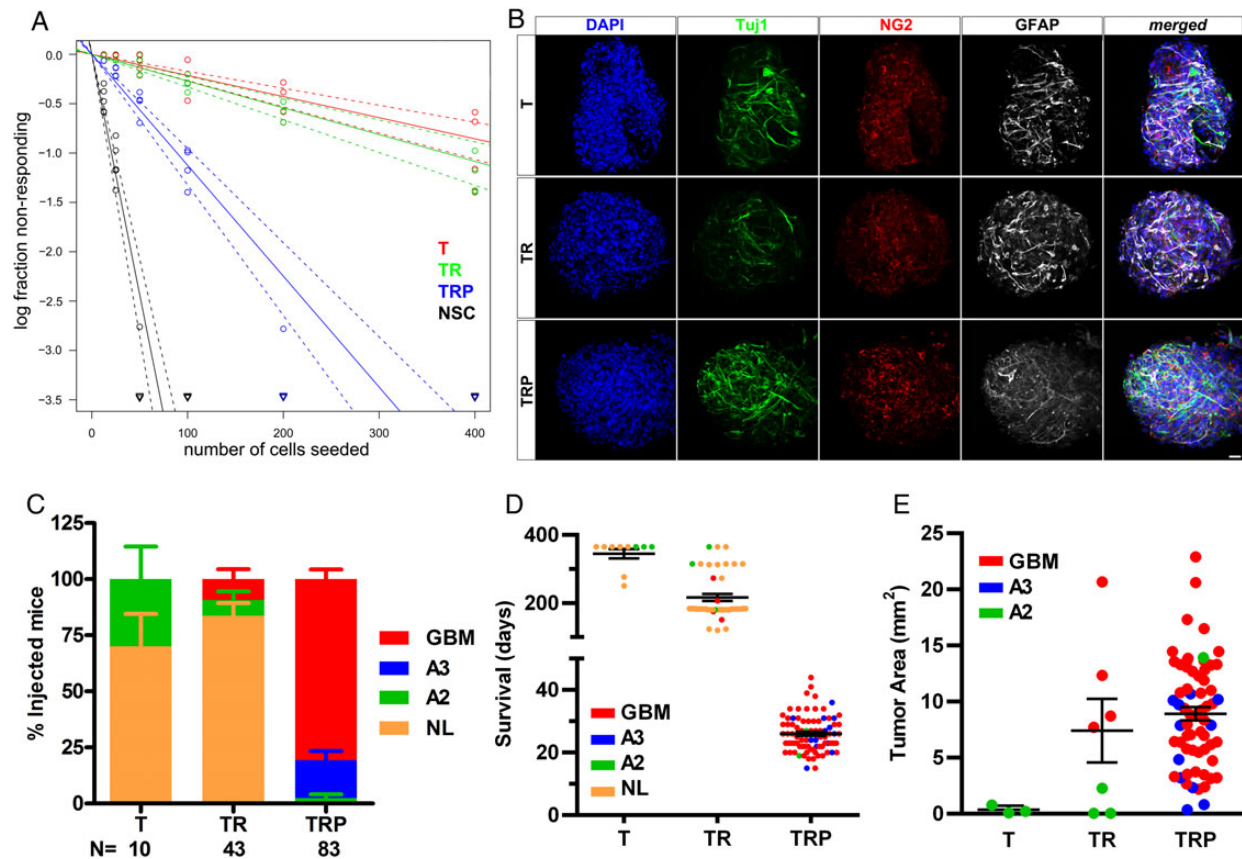 A
log fraction non-responding
0.0
−0.5
−1.0
−1.5
−2.0
−2.5
−3.0
−3.5
T
TR
TRP
NSC
0 100 200 300 400
number of cells seeded
B
DAPI Tuj1 NG2 GFAP merged
T
TR
TRP
C
% Injected mice
125
100
75
50
25
0
GBM
A3
A2
NL
T TR TRP
N= 10 43 83
D
Survival (days)
400
200
40
20
0
GBM
A3
A2
NL
T TR TRP
E
Tumor Area (mm²)
25
20
15
10
5
0
GBM
A3
A2
T TR TRP